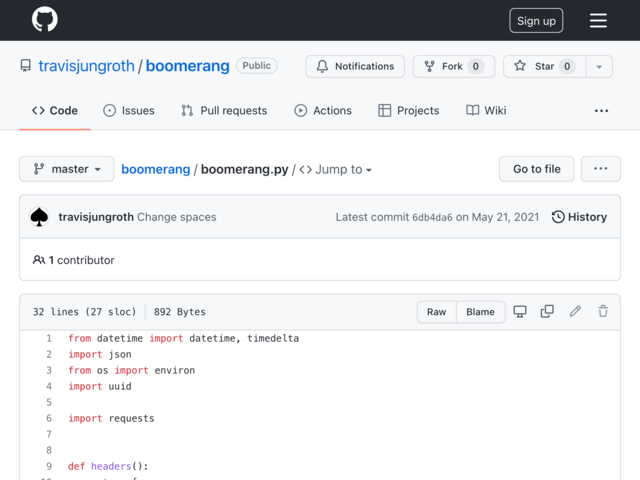 Sign up
travisjungroth / boomerang Public
Notifications Fork 0 Star 0
Code Issues Pull requests Actions Projects Wiki ...
master boomerang / boomerang.py / <> Jump to Go to file ...
travisjungroth Change spaces Latest commit 6db4da6 on May 21, 2021 History
1 contributor
32 lines (27 sloc) 892 Bytes Raw Blame
1 from datetime import datetime, timedelta
2 import json
3 from os import environ
4 import uuid
5
6 import requests
7
8
9 def headers():